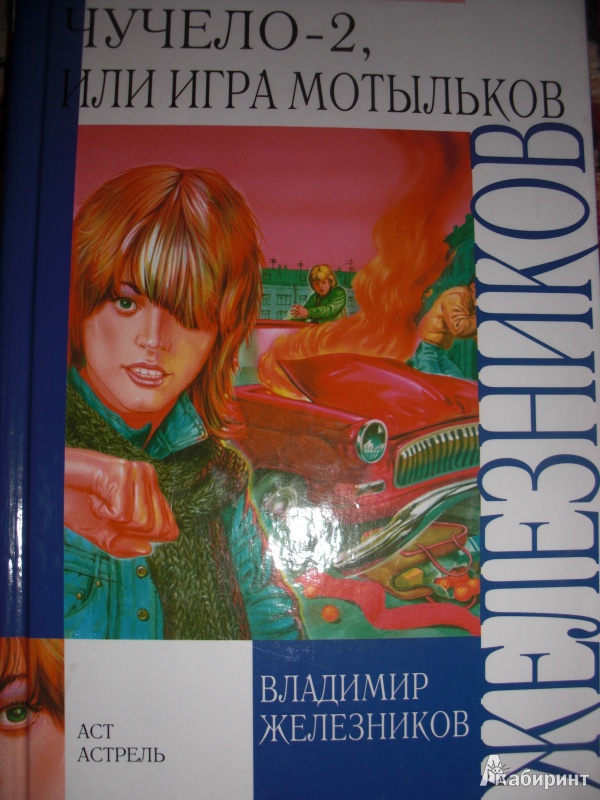 ЧУЧЕЛО-2,
ИЛИ ИГРА МОТЫЛЬКОВ
ЖЕЛЕЗНИКОВ
ВЛАДИМИР
ЖЕЛЕЗНИКОВ
АСТ
АСТРЕЛЬ
Лабиринт